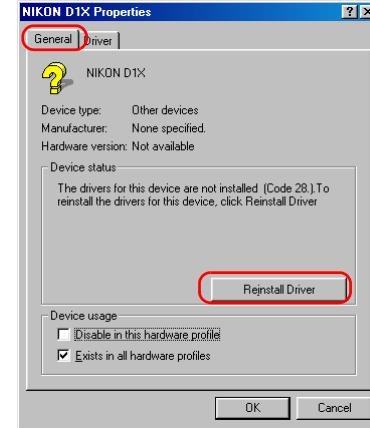 NIKON D1X Properties
General
Driver
NIKON D1X
Device type: Other devices
Manufacturer: None specified.
Hardware version: Not available
Device status
The drivers for this device are not installed (Code 28.).To
reinstall the drivers for this device, click Reinstall Driver
Reinstall Driver
Device usage
Disable in this hardware profile
Exists in all hardware profiles
OK
Cancel